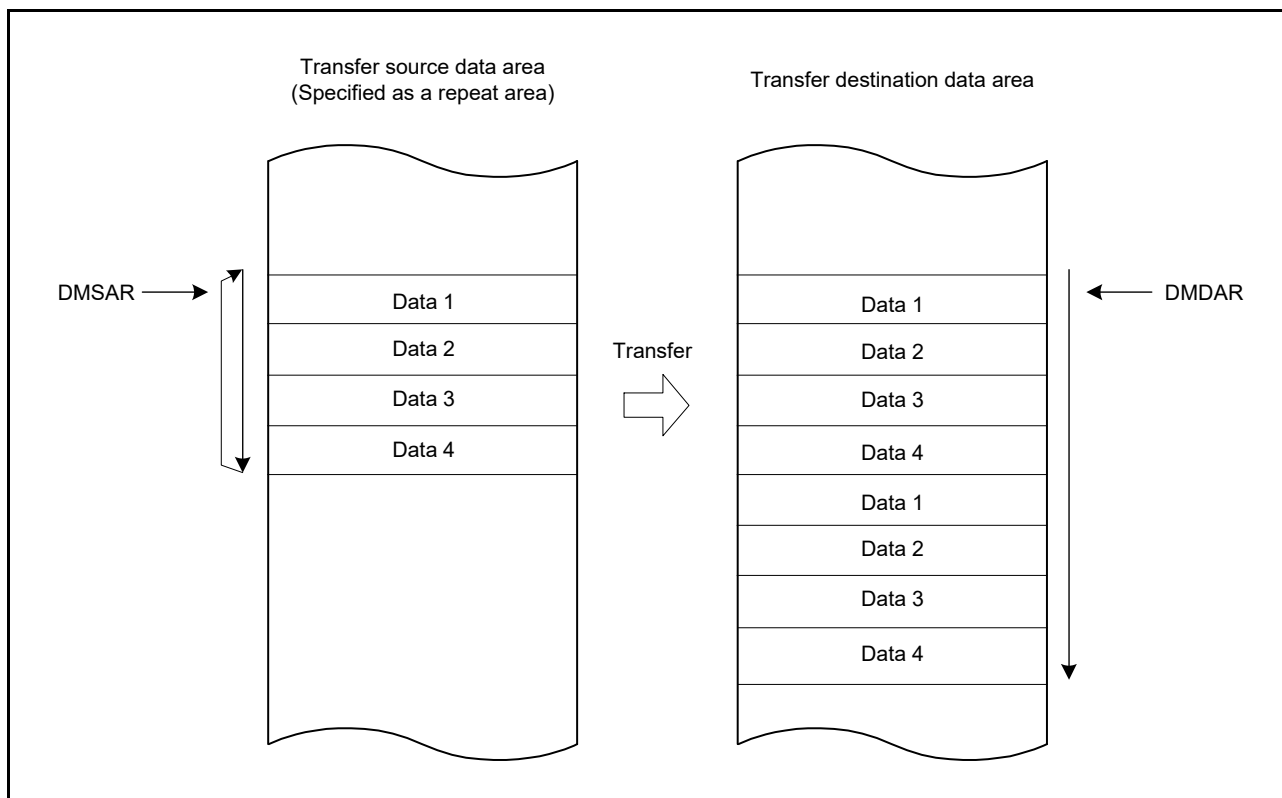 Transfer source data area
(Specified as a repeat area)
Transfer destination data area
DMSAR
Data 1
Data 2
Data 3
Data 4
Transfer
DMDAR
Data 1
Data 2
Data 3
Data 4
Data 1
Data 2
Data 3
Data 4